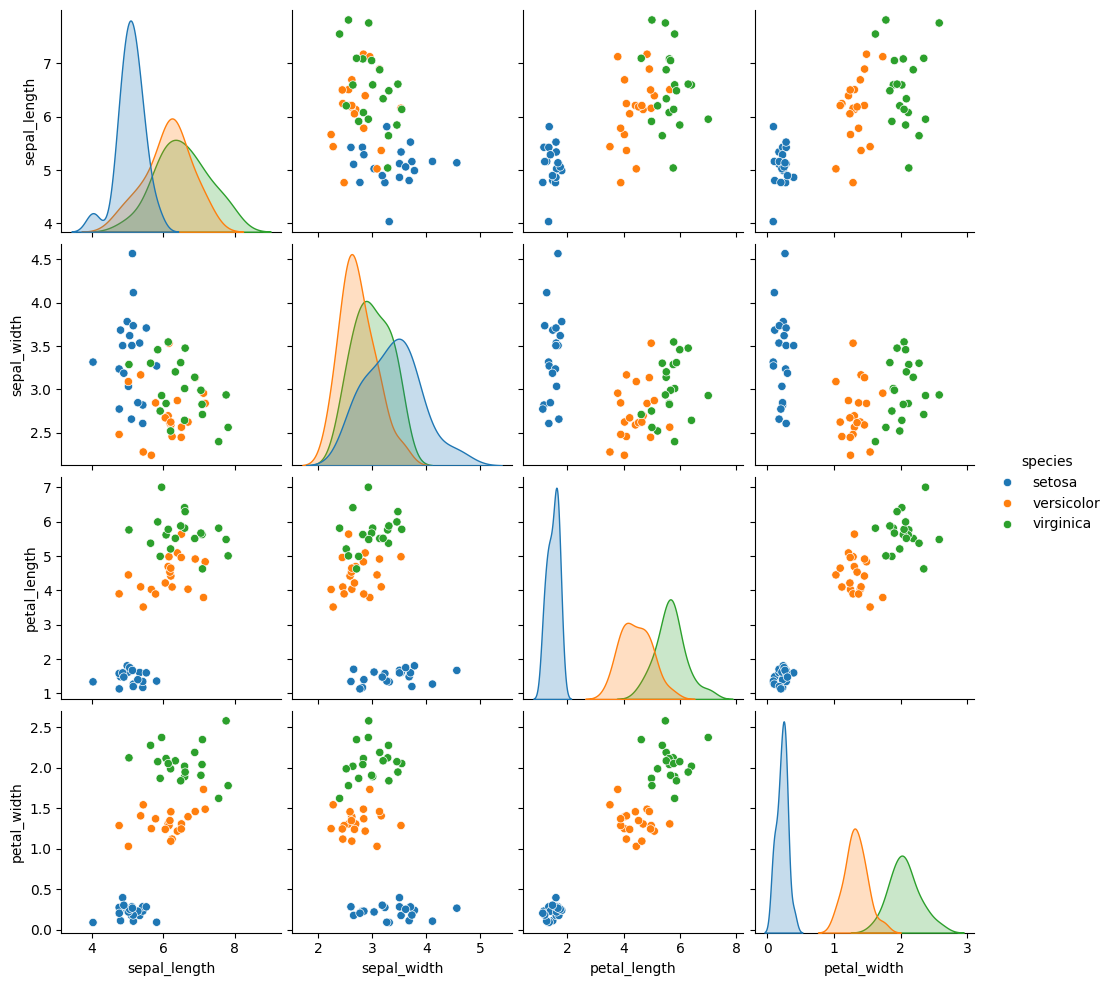 sepal_length
7
6
5
4
sepal_width
4.5
4.0
3.5
3.0
2.5
petal_length
7
6
5
4
3
2
1
petal_width
2.5
2.0
1.5
1.0
0.5
0.0
4 6 8
2 3 4 5
2 4 6 8
0 1 2 3
sepal_length
sepal_width
petal_length
petal_width
species
setosa
versicolor
virginica